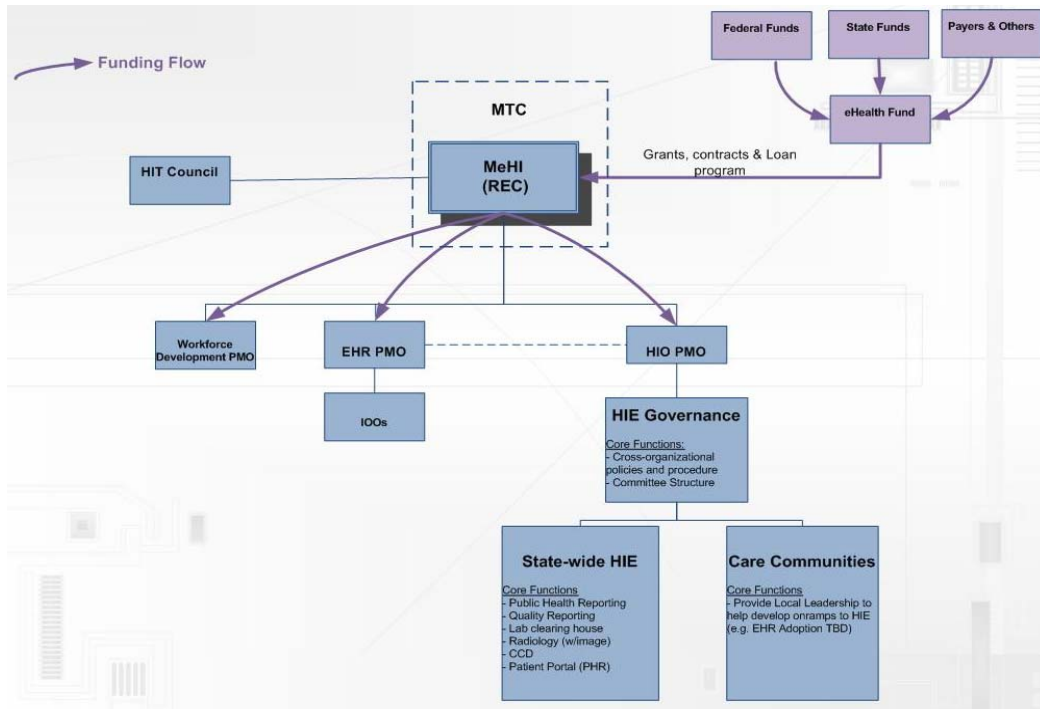 Federal Funds
State Funds
Payers & Others
Funding Flow
eHealth Fund
MTC
Grants, contracts & Loan
program
HIT Council
MeHI
(REC)
Workforce
Development PMO
EHR PMO
HIO PMO
IOOs
HIE Governance
Core Functions:
- Cross-organizational
policies and procedure
- Committee Structure
State-wide HIE
Core Functions
- Public Health Reporting
- Quality Reporting
- Lab clearing house
- Radiology (w/image)
- CCD
- Patient Portal (PHR)
Care Communities
Core Functions
- Provide Local Leadership to
help develop onramps to HIE
(e.g. EHR Adoption TBD)